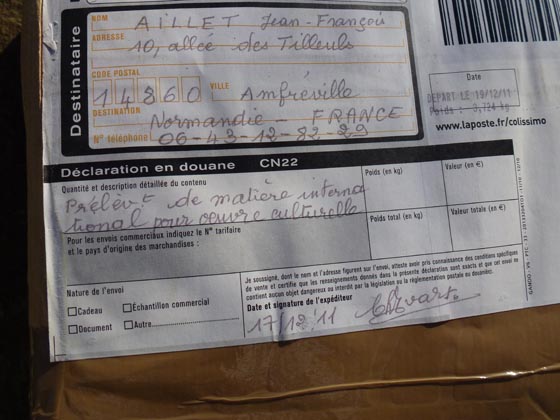 Destinataire
NOM AILLET Jean-François
ADRESSE 10, allée des Tilleuls
CODE POSTAL 14860 VILLE Amfréville
DESTINATION Normandie - FRANCE
N° téléphone 06-43-12-82-29
Date
DEPART LE 19/12/11
www.laposte.fr/colissimo
Déclaration en douane CN22
Quantité et description détaillée du contenu
Poids (en kg)
Valeur (en €)
Prélèvt de matière interna
tional pour oeuvre culturelle
Pour les envois commerciaux indiquez le N° tarifaire
et le pays d'origine des marchandises :
Poids total (en kg)
Valeur totale (en €)
Nature de l'envoi
Cadeau Échantillon commercial
Document Autre
Je soussigné, dont le nom et l'adresse figurent sur l'envoi, atteste avoir pris connaissance des conditions spécifiques
de vente et certifie que les renseignements donnés dans la présente déclaration sont exacts et que cet envoi ne
contient aucun objet dangereux ou interdit par la législation ou la réglementation postale ou douanière.
Date et signature de l'expéditeur
17/12/11